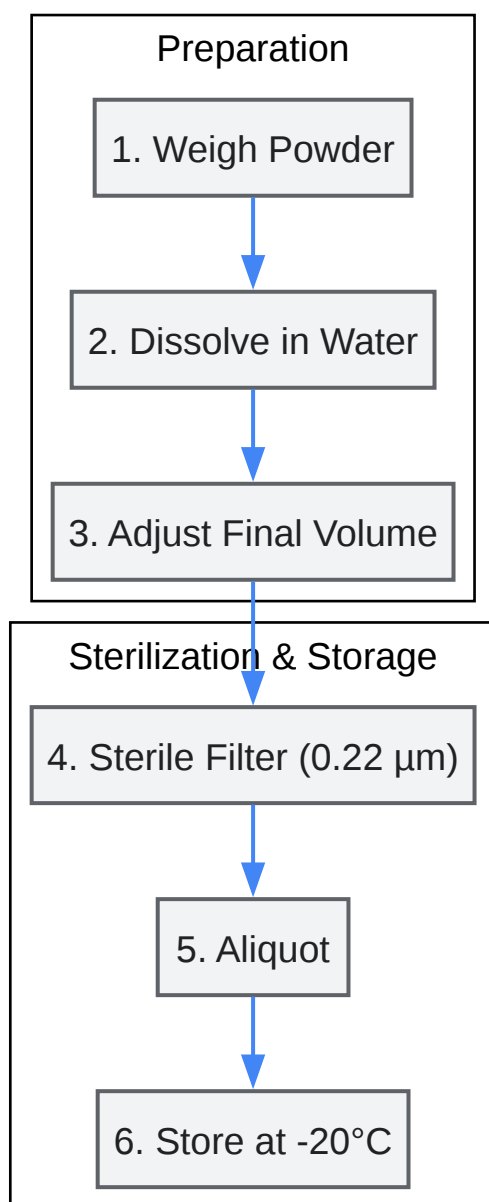 Preparation
1. Weigh Powder
2. Dissolve in Water
3. Adjust Final Volume
Sterilization & Storage
4. Sterile Filter (0.22 µm)
5. Aliquot
6. Store at -20°C